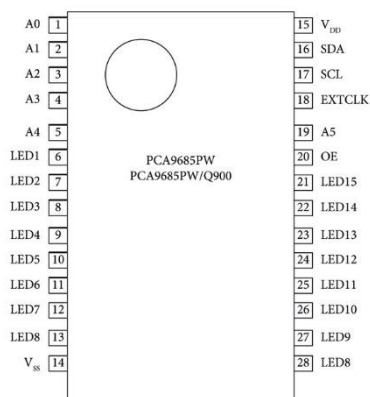 A0 1
A1 2
A2 3
A3 4
A4 5
LED1 6
LED2 7
LED3 8
LED4 9
LED5 10
LED6 11
LED7 12
LED8 13
Vss 14
PCA9685PW
PCA9685PW/Q900
15 VDD
16 SDA
17 SCL
18 EXTCLK
19 A5
20 OE
21 LED15
22 LED14
23 LED13
24 LED12
25 LED11
26 LED10
27 LED9
28 LED8